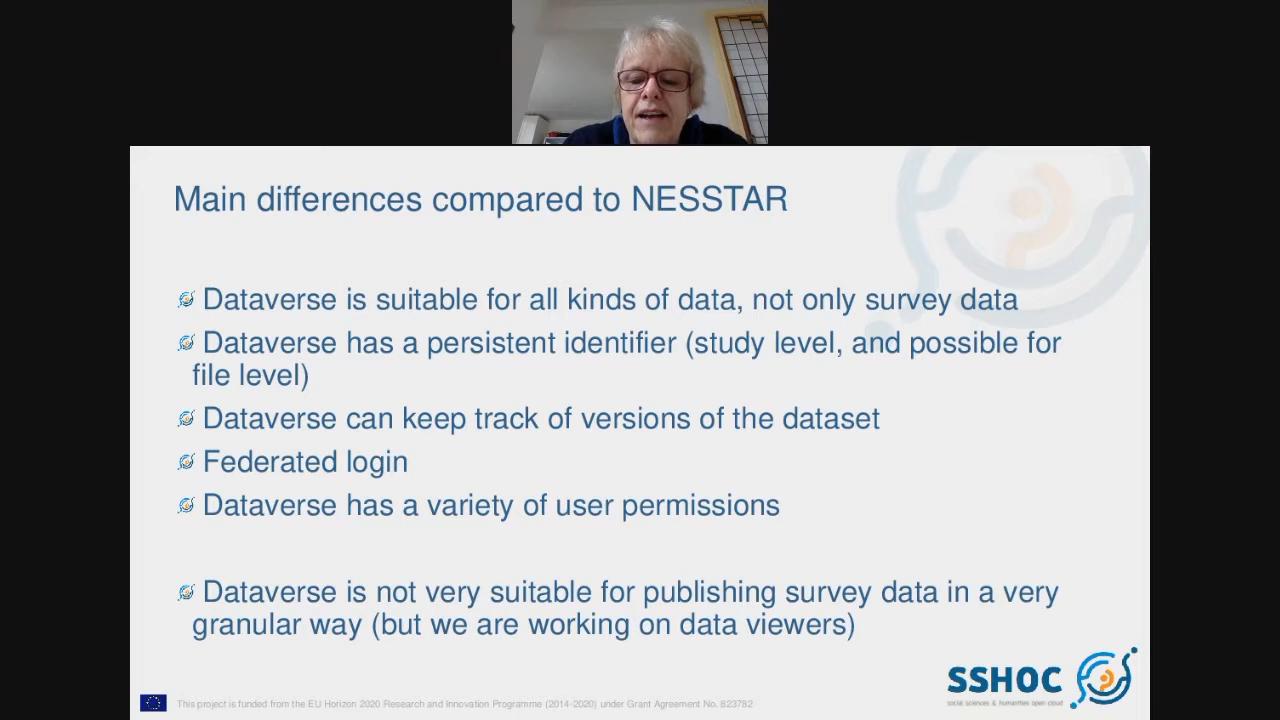 Main differences compared to NESSTAR
Dataverse is suitable for all kinds of data, not only survey data
Dataverse has a persistent identifier (study level, and possible for
file level)
Dataverse can keep track of versions of the dataset
Federated login
Dataverse has a variety of user permissions
Dataverse is not very suitable for publishing survey data in a very
granular way (but we are working on data viewers)
SSHOC
social sciences & humanities open cloud
This project is funded from the EU Horizon 2020 Research and Innovation Programme (2014-2020) under Grant Agreement No. 823782